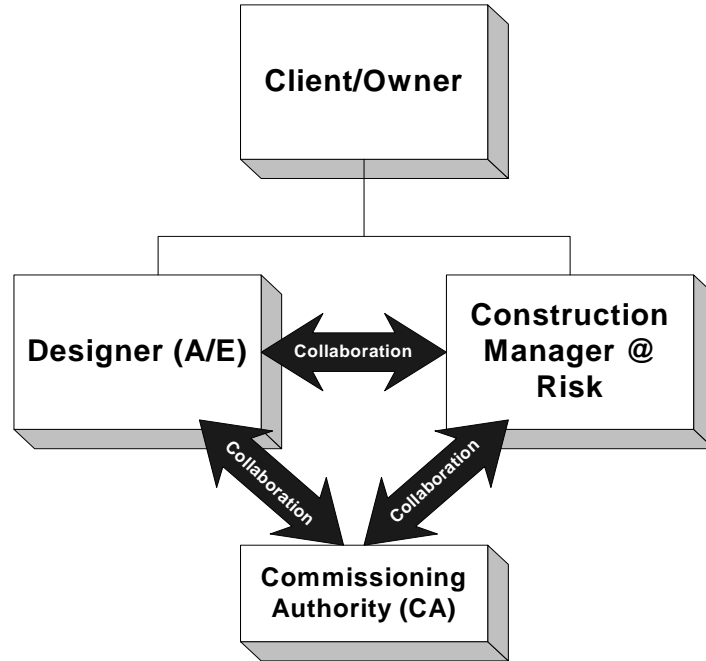 Client/Owner
Designer (A/E)
Collaboration
Construction
Manager @
Risk
Collaboration
Collaboration
Commissioning
Authority (CA)